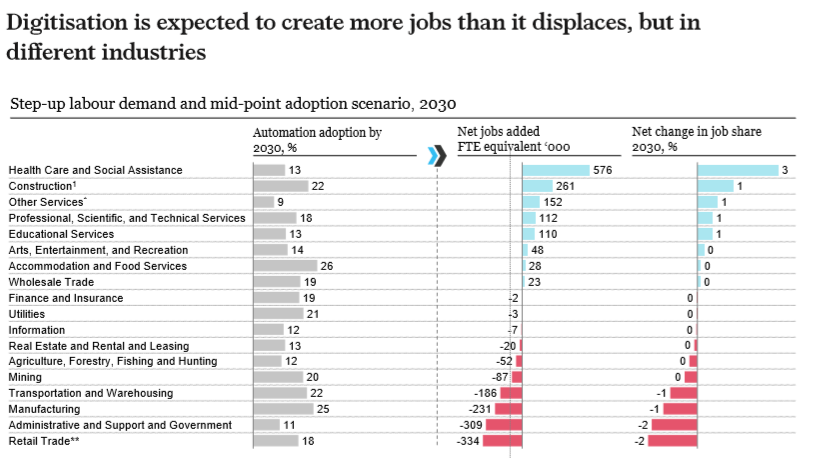 Digitisation is expected to create more jobs than it displaces, but in
different industries
Step-up labour demand and mid-point adoption scenario, 2030
Automation adoption by
2030, %
Net jobs added
FTE equivalent ‘000
Net change in job share
2030, %
Health Care and Social Assistance 13 576 3
Construction¹ 22 261 1
Other Services^ 9 152 1
Professional, Scientific, and Technical Services 18 112 1
Educational Services 13 110 1
Arts, Entertainment, and Recreation 14 48 0
Accommodation and Food Services 26 28 0
Wholesale Trade 19 23 0
Finance and Insurance 19 -2 0
Utilities 21 -3 0
Information 12 -7 0
Real Estate and Rental and Leasing 13 -20 0
Agriculture, Forestry, Fishing and Hunting 12 -52 0
Mining 20 -87 0
Transportation and Warehousing 22 -186 -1
Manufacturing 25 -231 -1
Administrative and Support and Government 11 -309 -2
Retail Trade** 18 -334 -2